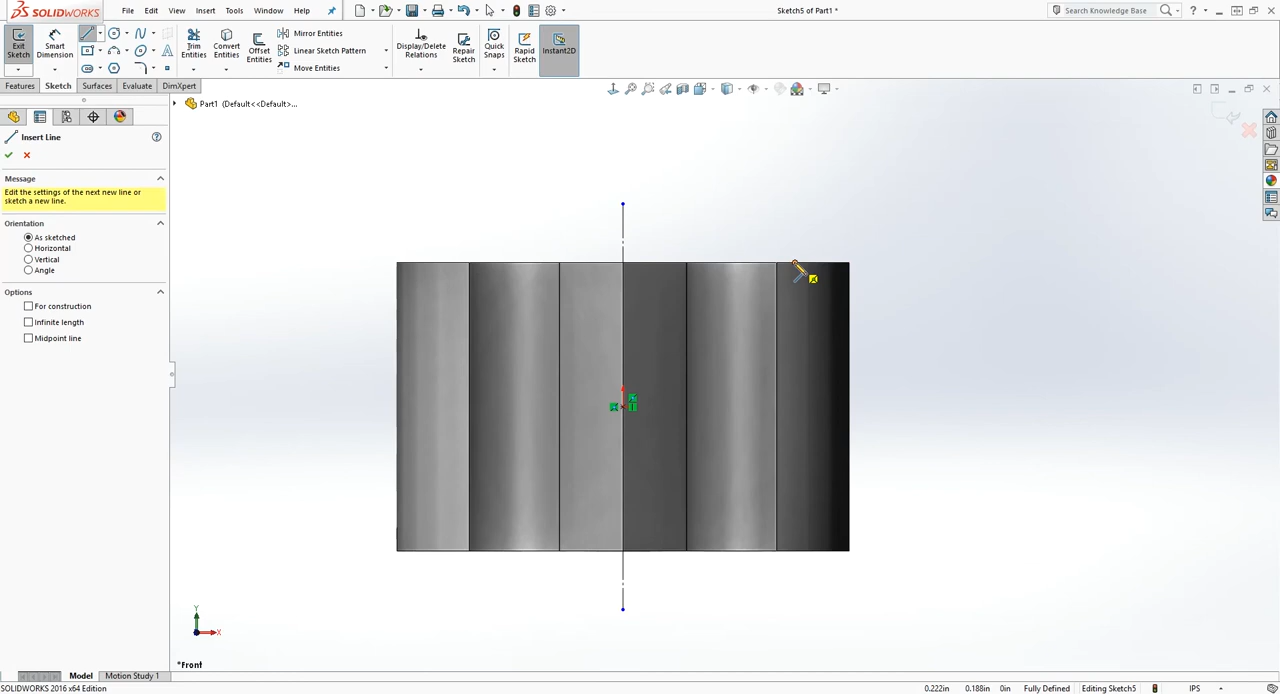 SOLIDWORKS
File Edit View Insert Tools Window Help
Sketch5 of Part1 *
Search Knowledge Base
Exit Sketch
Smart Dimension
Trim Entities
Convert Entities
Offset Entities
Mirror Entities
Linear Sketch Pattern
Move Entities
Display/Delete Relations
Repair Sketch
Quick Snaps
Rapid Sketch
Instant2D
Features Sketch Surfaces Evaluate DimXpert
Part1 (Default<<Default>...
Insert Line
Message
Edit the settings of the next new line or
sketch a new line.
Orientation
As sketched
Horizontal
Vertical
Angle
Options
For construction
Infinite length
Midpoint line
Y
X
*Front
Model Motion Study 1
SOLIDWORKS 2016 x64 Edition
0.222in 0.188in 0in Fully Defined Editing Sketch5 IPS